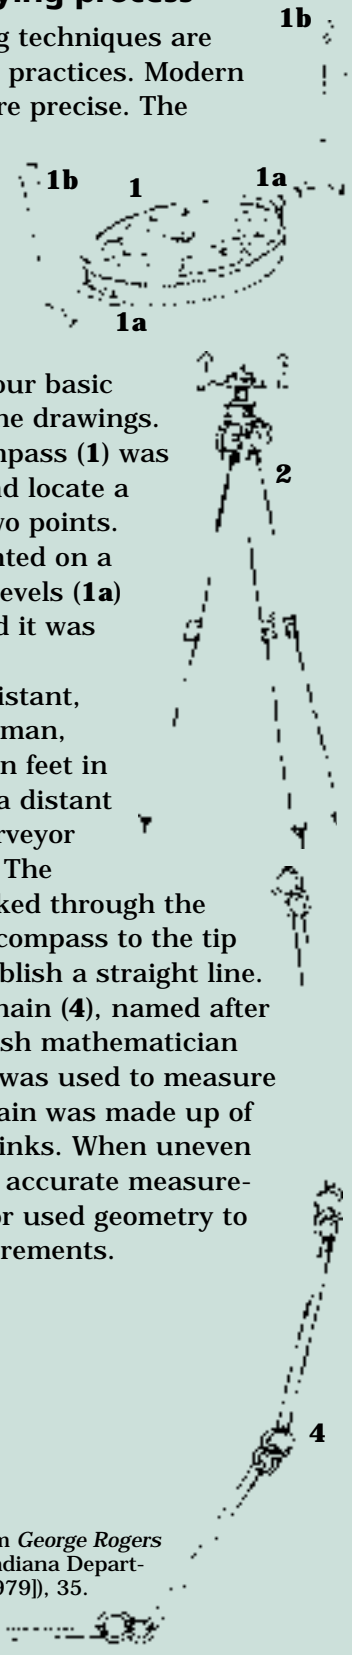 ying process
1b
g techniques are
practices. Modern
re precise. The
1b 1 1a
1a
our basic
he drawings.
npass (1) was
nd locate a
2
wo points.
nted on a
evels (1a)
d it was
istant,
man,
n feet in
a distant
rveyor
The
ked through the
compass to the tip
blish a straight line.
hain (4), named after
sh mathematician
was used to measure
ain was made up of
inks. When uneven
accurate measure-
or used geometry to
rements.
4
m George Rogers
ndiana Depart-
979]), 35.